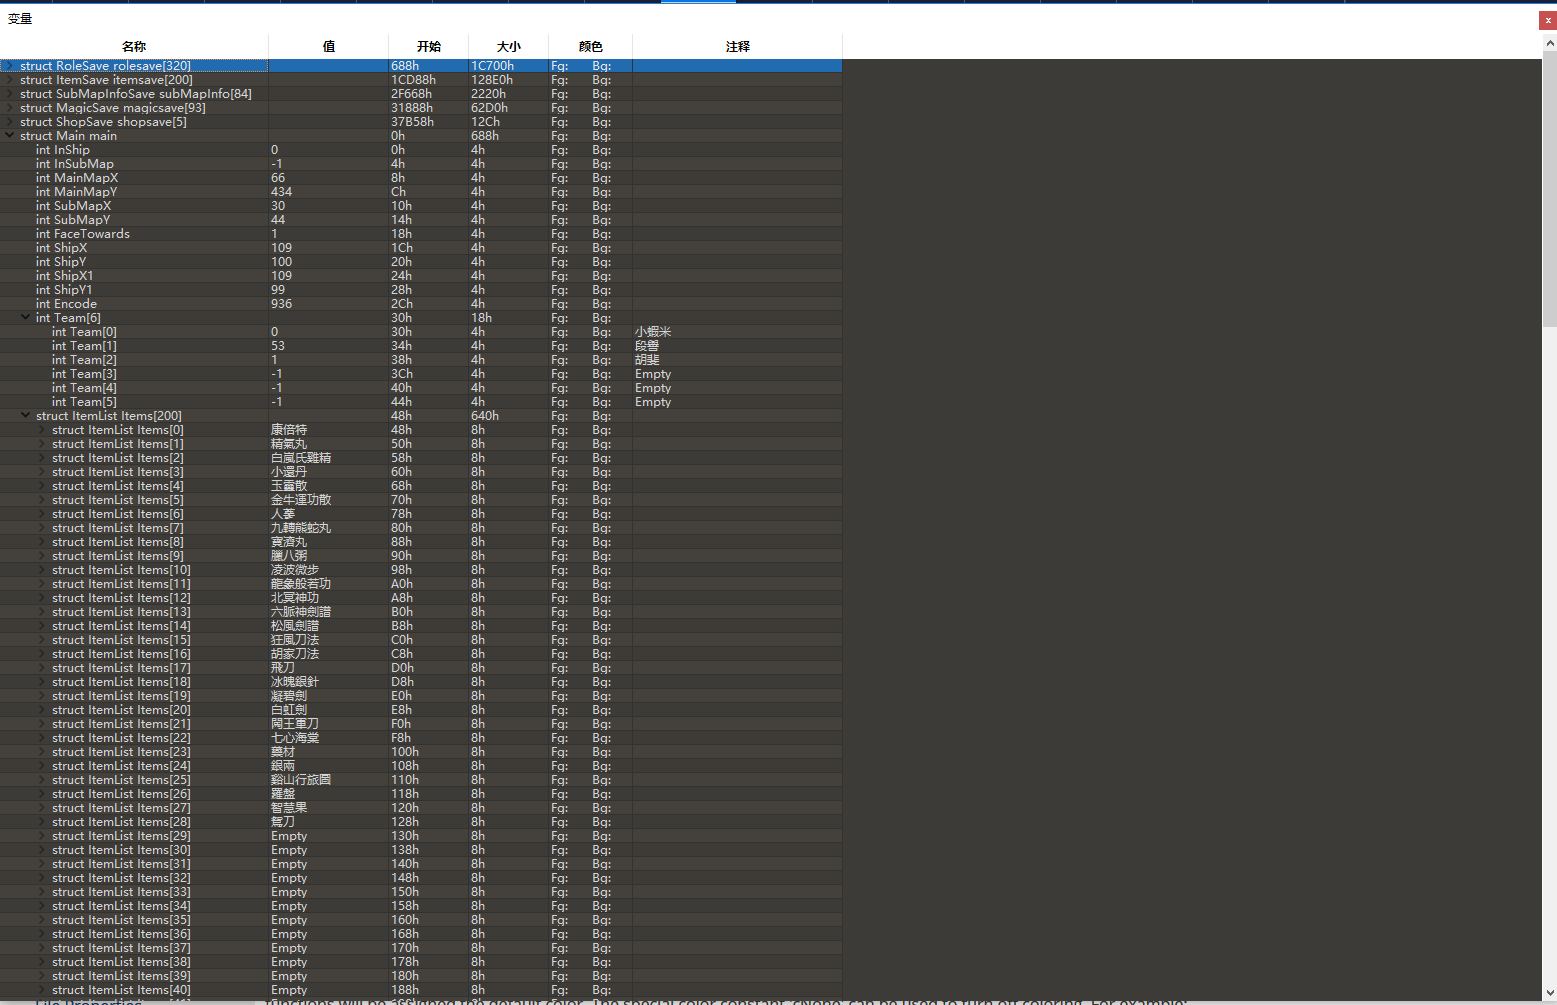 变量
x
名称 值 开始 大小 颜色 注释
struct RoleSave rolesave[320] 688h 1C700h Fg: Bg:
struct ItemSave itemsave[200] 1CD88h 128E0h Fg: Bg:
struct SubMapInfoSave subMapInfo[84] 2F668h 2220h Fg: Bg:
struct MagicSave magicsave[93] 31888h 62D0h Fg: Bg:
struct ShopSave shopsave[5] 37B58h 12Ch Fg: Bg:
struct Main main 0h 688h Fg: Bg:
int InShip 0 0h 4h Fg: Bg:
int InSubMap -1 4h 4h Fg: Bg:
int MainMapX 66 8h 4h Fg: Bg:
int MainMapY 434 Ch 4h Fg: Bg:
int SubMapX 30 10h 4h Fg: Bg:
int SubMapY 44 14h 4h Fg: Bg:
int FaceTowards 1 18h 4h Fg: Bg:
int ShipX 109 1Ch 4h Fg: Bg:
int ShipY 100 20h 4h Fg: Bg:
int ShipX1 109 24h 4h Fg: Bg:
int ShipY1 99 28h 4h Fg: Bg:
int Encode 936 2Ch 4h Fg: Bg:
int Team[6] 30h 18h Fg: Bg:
int Team[0] 0 30h 4h Fg: Bg: 小蝦米
int Team[1] 53 34h 4h Fg: Bg: 段譽
int Team[2] 1 38h 4h Fg: Bg: 胡斐
int Team[3] -1 3Ch 4h Fg: Bg: Empty
int Team[4] -1 40h 4h Fg: Bg: Empty
int Team[5] -1 44h 4h Fg: Bg: Empty
struct ItemList Items[200] 48h 640h Fg: Bg:
struct ItemList Items[0] 康倍特 48h 8h Fg: Bg:
struct ItemList Items[1] 精氣丸 50h 8h Fg: Bg:
struct ItemList Items[2] 白嵐氏雞精 58h 8h Fg: Bg:
struct ItemList Items[3] 小還丹 60h 8h Fg: Bg:
struct ItemList Items[4] 玉靈散 68h 8h Fg: Bg:
struct ItemList Items[5] 金牛運功散 70h 8h Fg: Bg:
struct ItemList Items[6] 人蔘 78h 8h Fg: Bg:
struct ItemList Items[7] 九轉熊蛇丸 80h 8h Fg: Bg:
struct ItemList Items[8] 寶濟丸 88h 8h Fg: Bg:
struct ItemList Items[9] 臘八粥 90h 8h Fg: Bg:
struct ItemList Items[10] 凌波微步 98h 8h Fg: Bg:
struct ItemList Items[11] 龍象般若功 A0h 8h Fg: Bg:
struct ItemList Items[12] 北冥神功 A8h 8h Fg: Bg:
struct ItemList Items[13] 六脈神劍譜 B0h 8h Fg: Bg:
struct ItemList Items[14] 松風劍譜 B8h 8h Fg: Bg:
struct ItemList Items[15] 狂風刀法 C0h 8h Fg: Bg:
struct ItemList Items[16] 胡家刀法 C8h 8h Fg: Bg:
struct ItemList Items[17] 飛刀 D0h 8h Fg: Bg:
struct ItemList Items[18] 冰魄銀針 D8h 8h Fg: Bg:
struct ItemList Items[19] 凝碧劍 E0h 8h Fg: Bg:
struct ItemList Items[20] 白虹劍 E8h 8h Fg: Bg:
struct ItemList Items[21] 闖王軍刀 F0h 8h Fg: Bg:
struct ItemList Items[22] 七心海棠 F8h 8h Fg: Bg:
struct ItemList Items[23] 藥材 100h 8h Fg: Bg:
struct ItemList Items[24] 銀兩 108h 8h Fg: Bg:
struct ItemList Items[25] 谿山行旅圖 110h 8h Fg: Bg:
struct ItemList Items[26] 羅盤 118h 8h Fg: Bg:
struct ItemList Items[27] 智慧果 120h 8h Fg: Bg:
struct ItemList Items[28] 鴛刀 128h 8h Fg: Bg:
struct ItemList Items[29] Empty 130h 8h Fg: Bg:
struct ItemList Items[30] Empty 138h 8h Fg: Bg:
struct ItemList Items[31] Empty 140h 8h Fg: Bg:
struct ItemList Items[32] Empty 148h 8h Fg: Bg:
struct ItemList Items[33] Empty 150h 8h Fg: Bg:
struct ItemList Items[34] Empty 158h 8h Fg: Bg:
struct ItemList Items[35] Empty 160h 8h Fg: Bg:
struct ItemList Items[36] Empty 168h 8h Fg: Bg:
struct ItemList Items[37] Empty 170h 8h Fg: Bg:
struct ItemList Items[38] Empty 178h 8h Fg: Bg:
struct ItemList Items[39] Empty 180h 8h Fg: Bg:
struct ItemList Items[40] Empty 188h 8h Fg: Bg: